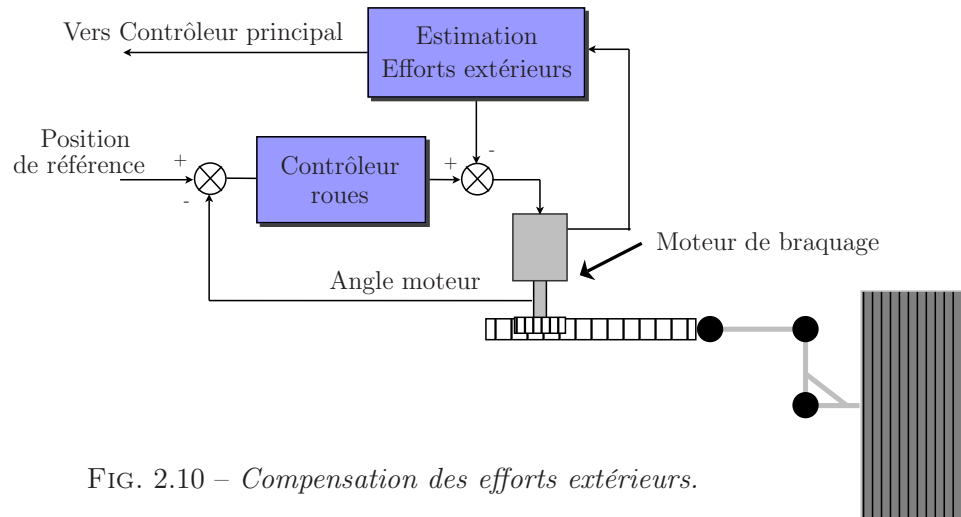 Vers Contrôleur principal
Estimation
Efforts extérieurs
Position
de référence
+
-
Contrôleur
roues
+
-
Moteur de braquage
Angle moteur
FIG. 2.10 – Compensation des efforts extérieurs.